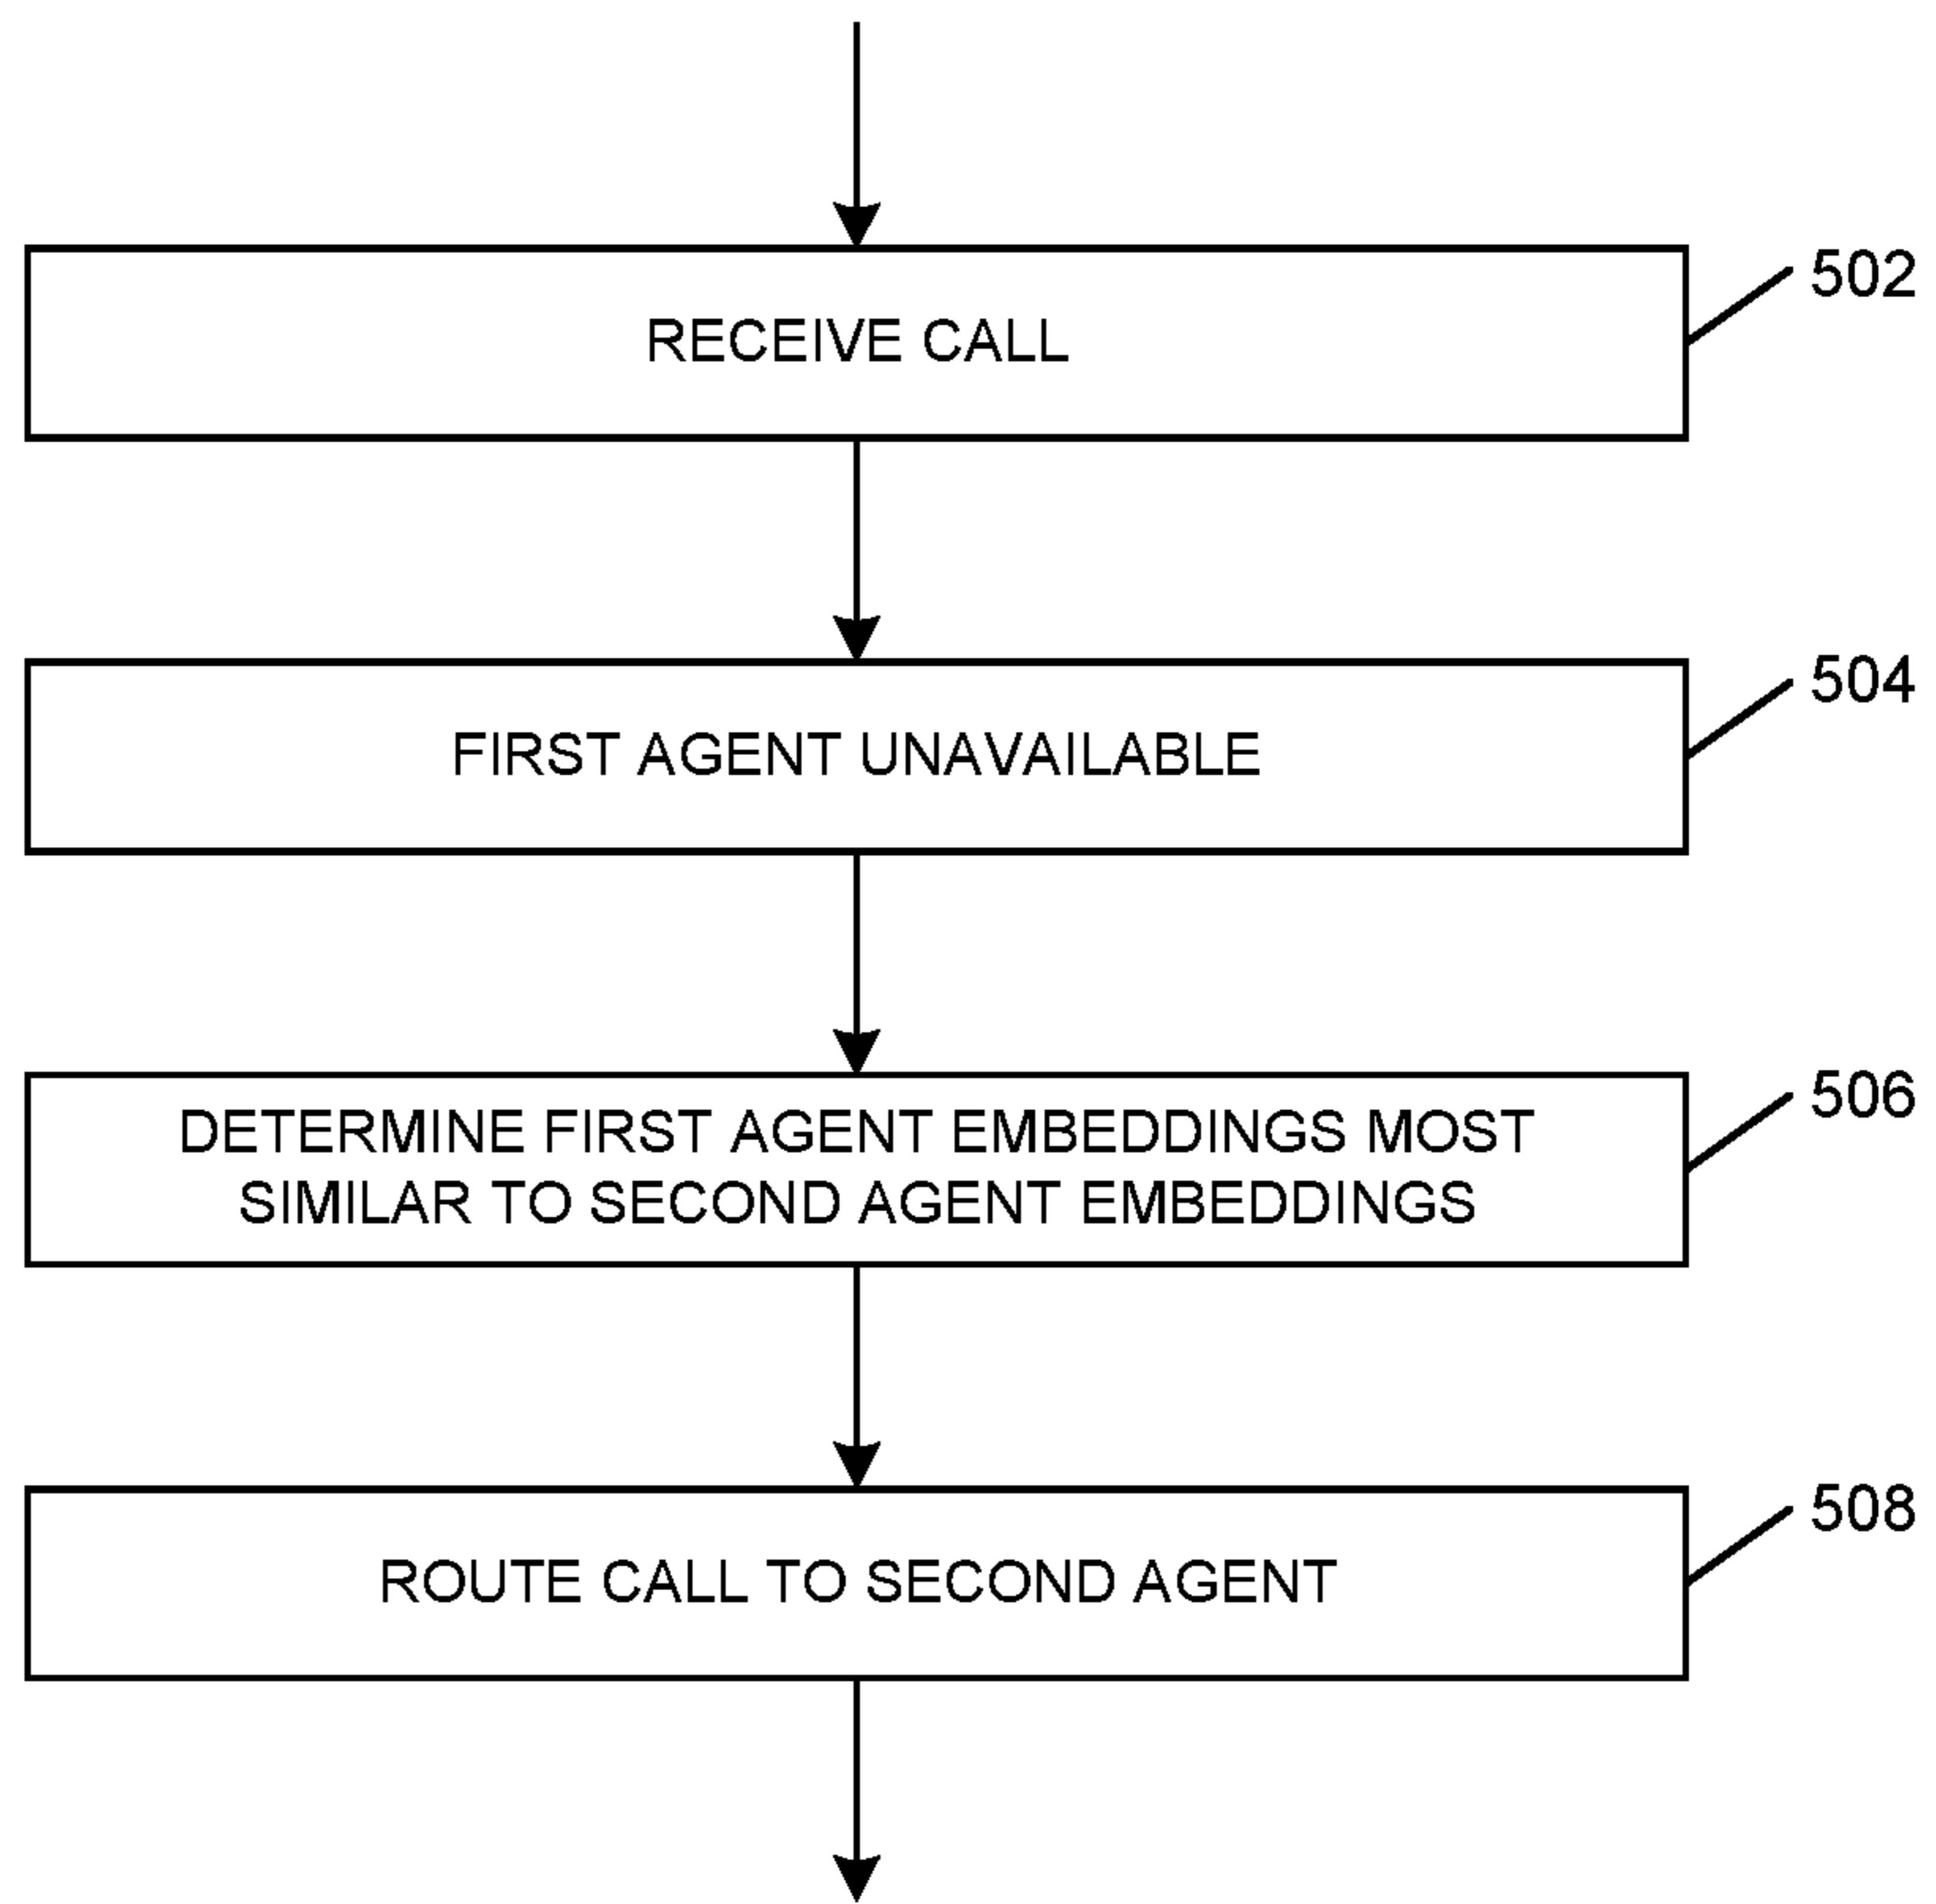 502
RECEIVE CALL
504
FIRST AGENT UNAVAILABLE
506
DETERMINE FIRST AGENT EMBEDDINGS MOST
SIMILAR TO SECOND AGENT EMBEDDINGS
508
ROUTE CALL TO SECOND AGENT